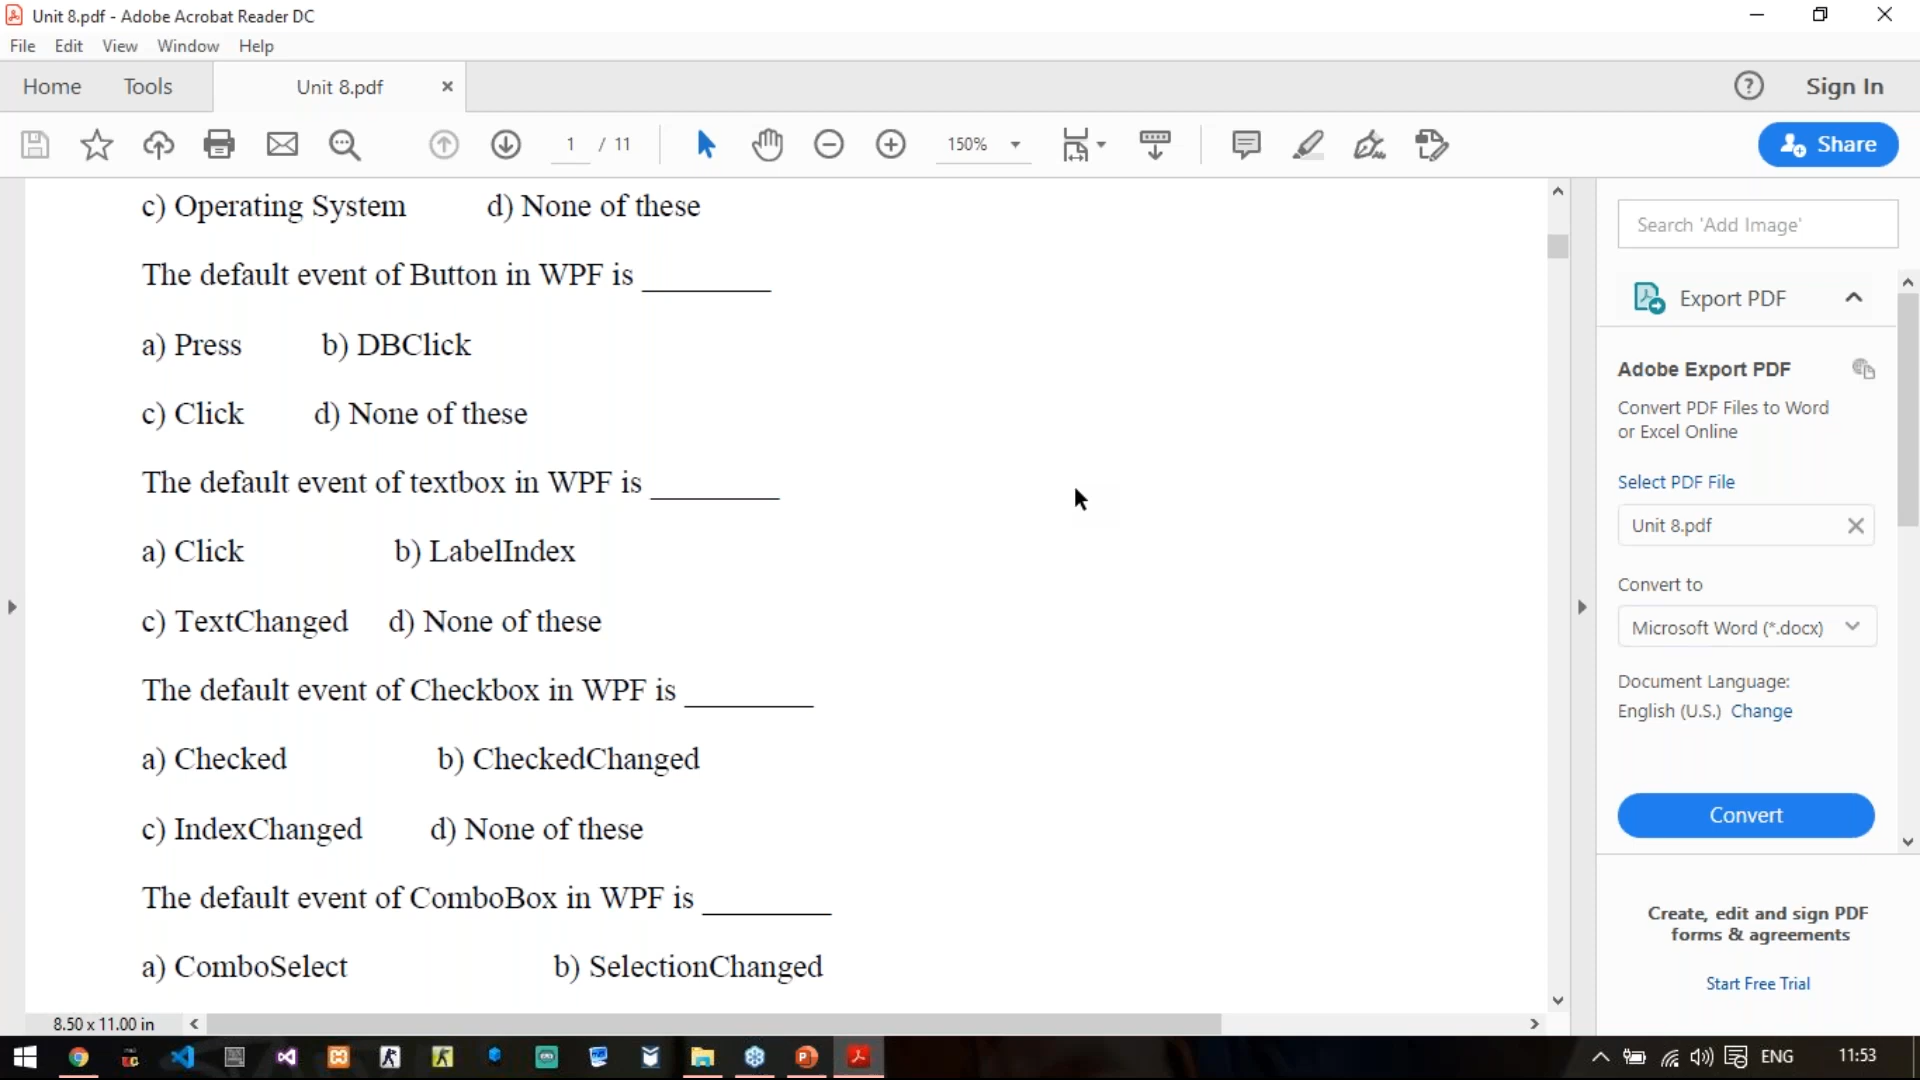 Unit 8.pdf - Adobe Acrobat Reader DC
File Edit View Window Help
Home Tools Unit 8.pdf × Sign In
1 / 11 150% Share
c) Operating System d) None of these
The default event of Button in WPF is ________
a) Press b) DBClick
c) Click d) None of these
The default event of textbox in WPF is ________
a) Click b) LabelIndex
c) TextChanged d) None of these
The default event of Checkbox in WPF is ________
a) Checked b) CheckedChanged
c) IndexChanged d) None of these
The default event of ComboBox in WPF is ________
a) ComboSelect b) SelectionChanged
8.50 x 11.00 in
Search 'Add Image'
Export PDF
Adobe Export PDF
Convert PDF Files to Word
or Excel Online
Select PDF File
Unit 8.pdf
Convert to
Microsoft Word (*.docx)
Document Language:
English (U.S.) Change
Convert
Create, edit and sign PDF
forms & agreements
Start Free Trial
ENG 11:53